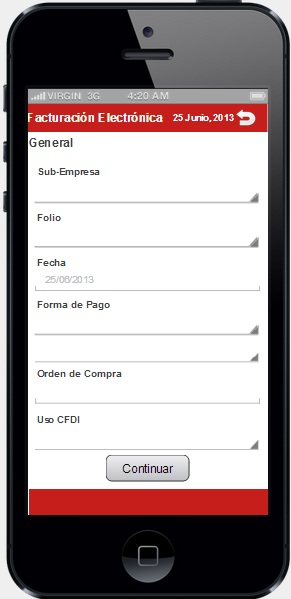 VIRGIN 3G 4:20 AM
Facturación Electrónica 25 Junio, 2013
General
Sub-Empresa
Folio
Fecha
25/06/2013
Forma de Pago
Orden de Compra
Uso CFDI
Continuar